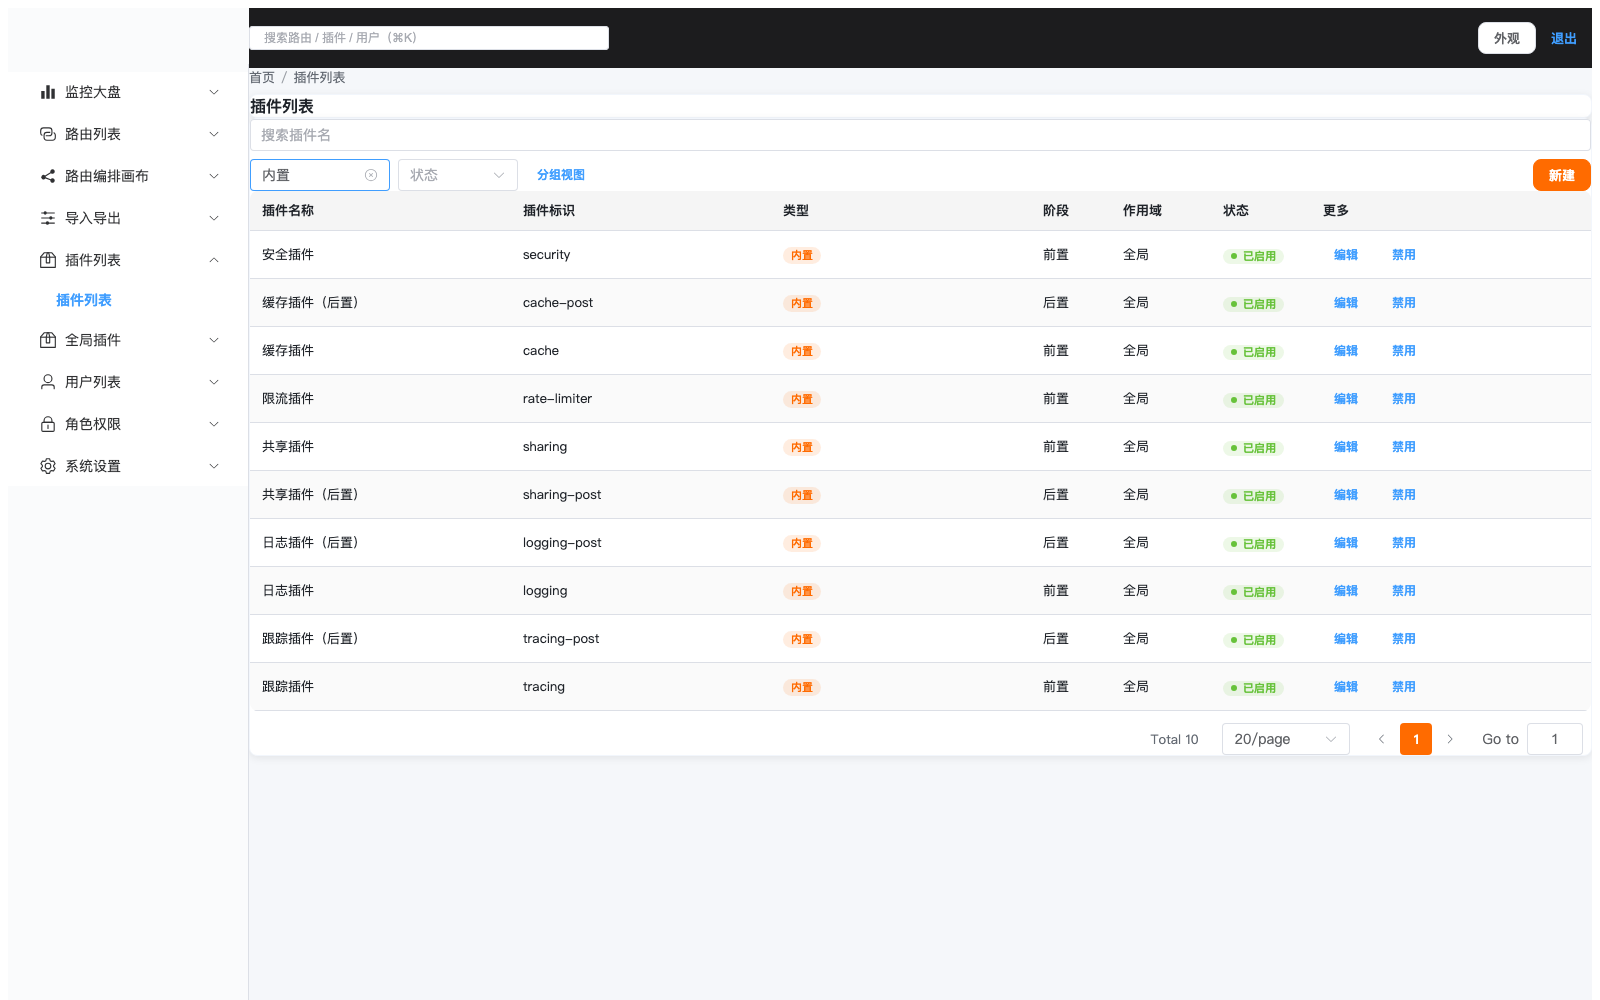 搜索路由 / 插件 / 用户（⌘K）
外观
退出
监控大盘
路由列表
路由编排画布
导入导出
插件列表
插件列表
全局插件
用户列表
角色权限
系统设置
首页 / 插件列表
插件列表
搜索插件名
内置 状态 分组视图 新建
插件名称 插件标识 类型 阶段 作用域 状态 更多
安全插件 security 内置 前置 全局 已启用 编辑 禁用
缓存插件（后置） cache-post 内置 后置 全局 已启用 编辑 禁用
缓存插件 cache 内置 前置 全局 已启用 编辑 禁用
限流插件 rate-limiter 内置 前置 全局 已启用 编辑 禁用
共享插件 sharing 内置 前置 全局 已启用 编辑 禁用
共享插件（后置） sharing-post 内置 后置 全局 已启用 编辑 禁用
日志插件（后置） logging-post 内置 后置 全局 已启用 编辑 禁用
日志插件 logging 内置 前置 全局 已启用 编辑 禁用
跟踪插件（后置） tracing-post 内置 后置 全局 已启用 编辑 禁用
跟踪插件 tracing 内置 前置 全局 已启用 编辑 禁用
Total 10 20/page 1 Go to 1